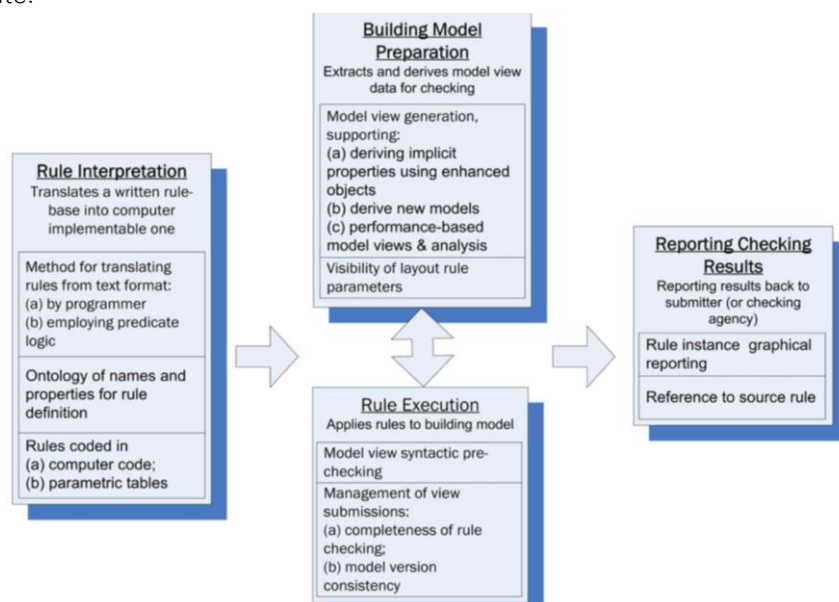 Rule Interpretation
Translates a written rule-
base into computer
implementable one
Method for translating
rules from text format:
(a) by programmer
(b) employing predicate
logic
Ontology of names and
properties for rule
definition
Rules coded in
(a) computer code;
(b) parametric tables
Building Model
Preparation
Extracts and derives model view
data for checking
Model view generation,
supporting:
(a) deriving implicit
properties using enhanced
objects
(b) derive new models
(c) performance-based
model views & analysis
Visibility of layout rule
parameters
Rule Execution
Applies rules to building model
Model view syntactic pre-
checking
Management of view
submissions:
(a) completeness of rule
checking;
(b) model version
consistency
Reporting Checking
Results
Reporting results back to
submitter (or checking
agency)
Rule instance graphical
reporting
Reference to source rule